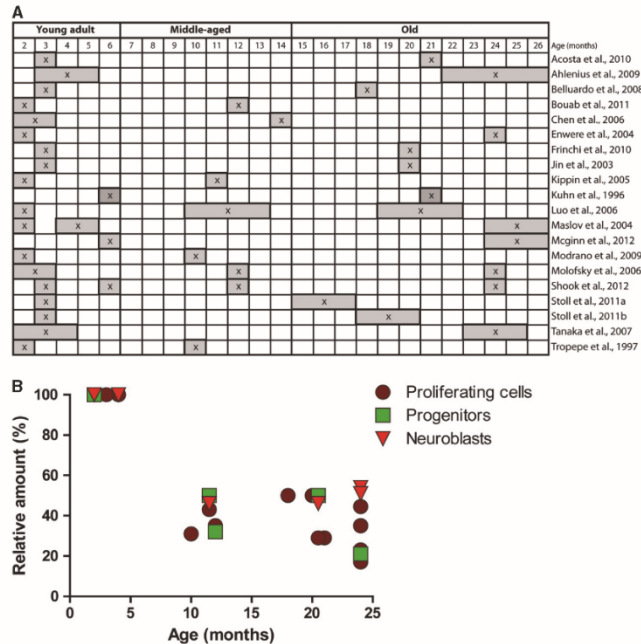 A
Young adult Middle-aged Old
2 3 4 5 6 7 8 9 10 11 12 13 14 15 16 17 18 19 20 21 22 23 24 25 26 Age (months)
x x Acosta et al., 2010
x x Ahlenius et al., 2009
x x Belluardo et al., 2008
x x Bouab et al., 2011
x x Chen et al., 2006
x x Enwere et al., 2004
x x Frinchi et al., 2010
x x Jin et al., 2003
x x Kippin et al., 2005
x x Kuhn et al., 1996
x x x Luo et al., 2006
x x x Maslov et al., 2004
x x Mcginn et al., 2012
x x Modrano et al., 2009
x x x Molofsky et al., 2006
x x x x Shook et al., 2012
x x Stoll et al., 2011a
x x Stoll et al., 2011b
x x Tanaka et al., 2007
x x Tropepe et al., 1997
B
Relative amount (%)
100
80
60
40
20
0
0 5 10 15 20 25
Age (months)
Proliferating cells
Progenitors
Neuroblasts